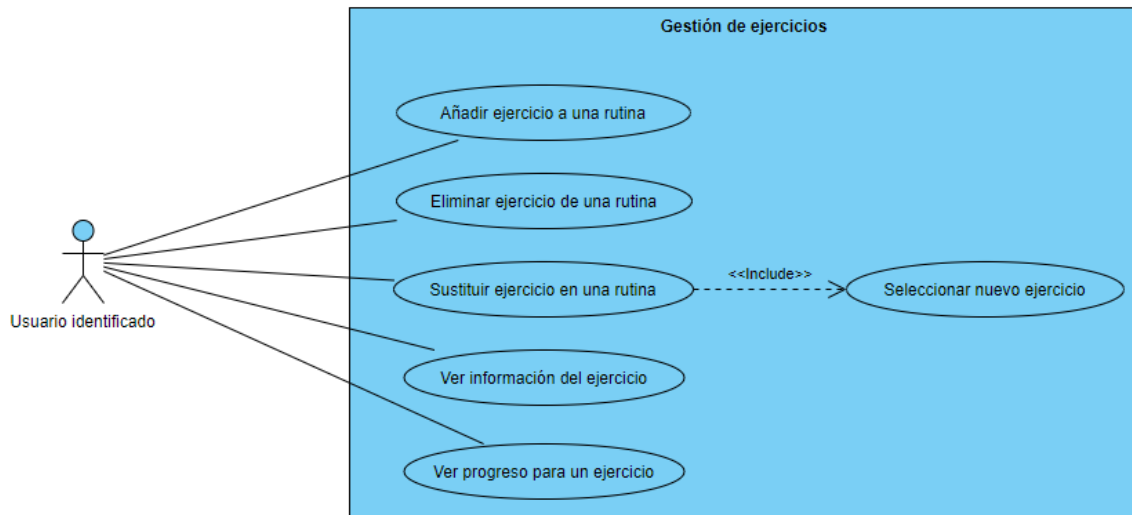 Gestión de ejercicios
Añadir ejercicio a una rutina
Eliminar ejercicio de una rutina
Sustituir ejercicio en una rutina
<<Include>>
Seleccionar nuevo ejercicio
Usuario identificado
Ver información del ejercicio
Ver progreso para un ejercicio